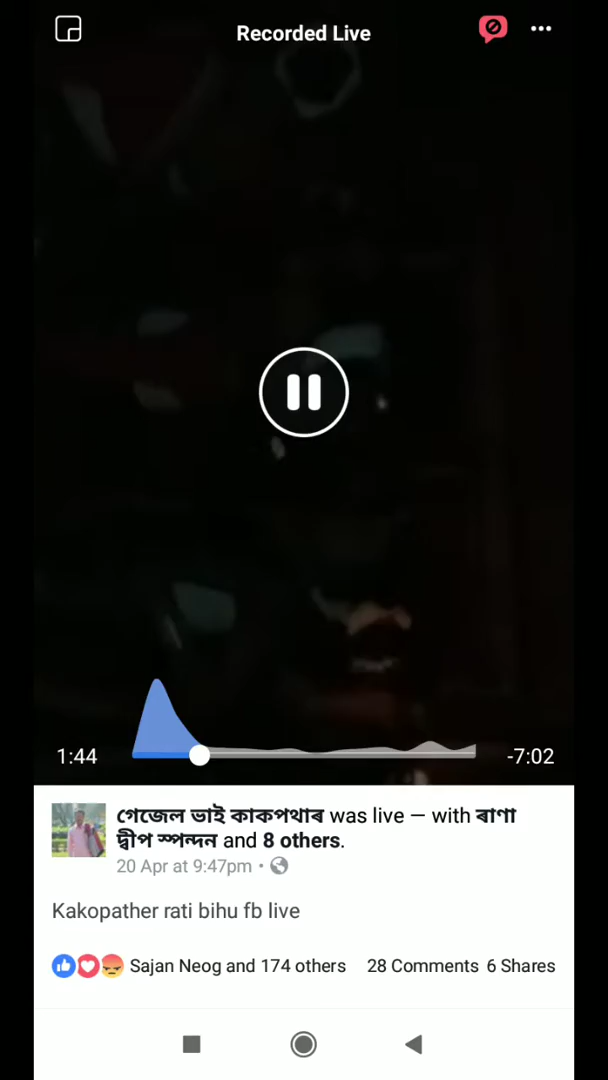 Recorded Live
1:44
-7:02
গেজেল ভাই কাকপথাৰ was live — with ৰাণা
দ্বীপ স্পন্দন and 8 others.
20 Apr at 9:47pm •
Kakopather rati bihu fb live
Sajan Neog and 174 others 28 Comments 6 Shares